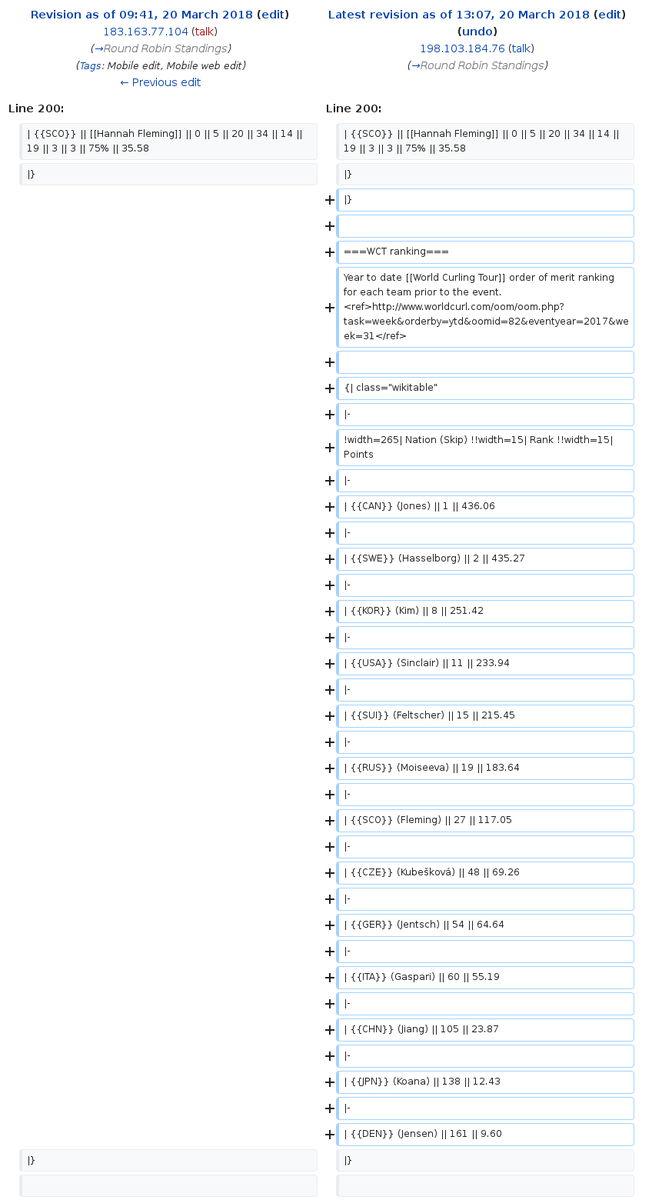 Revision as of 09:41, 20 March 2018 (edit)
183.163.77.104 (talk)
(→Round Robin Standings)
(Tags: Mobile edit, Mobile web edit)
← Previous edit
Latest revision as of 13:07, 20 March 2018 (edit)
(undo)
198.103.184.76 (talk)
(→Round Robin Standings)
Line 200:
Line 200:
| {{SCO}} || [[Hannah Fleming]] || 0 || 5 || 20 || 34 || 14 ||
19 || 3 || 3 || 75% || 35.58
| {{SCO}} || [[Hannah Fleming]] || 0 || 5 || 20 || 34 || 14 ||
19 || 3 || 3 || 75% || 35.58
|}
|}
+ |}
+
+ ===WCT ranking===
Year to date [[World Curling Tour]] order of merit ranking
for each team prior to the event.
+ <ref>http://www.worldcurl.com/oom/oom.php?
task=week&orderby=ytd&oomid=82&eventyear=2017&we
ek=31</ref>
+
+ {| class="wikitable"
+ |-
+ !width=265| Nation (Skip) !!width=15| Rank !!width=15|
Points
+ |-
+ | {{CAN}} (Jones) || 1 || 436.06
+ |-
+ | {{SWE}} (Hasselborg) || 2 || 435.27
+ |-
+ | {{KOR}} (Kim) || 8 || 251.42
+ |-
+ | {{USA}} (Sinclair) || 11 || 233.94
+ |-
+ | {{SUI}} (Feltscher) || 15 || 215.45
+ |-
+ | {{RUS}} (Moiseeva) || 19 || 183.64
+ |-
+ | {{SCO}} (Fleming) || 27 || 117.05
+ |-
+ | {{CZE}} (Kubešková) || 48 || 69.26
+ |-
+ | {{GER}} (Jentsch) || 54 || 64.64
+ |-
+ | {{ITA}} (Gaspari) || 60 || 55.19
+ |-
+ | {{CHN}} (Jiang) || 105 || 23.87
+ |-
+ | {{JPN}} (Koana) || 138 || 12.43
+ |-
+ | {{DEN}} (Jensen) || 161 || 9.60
|}
|}